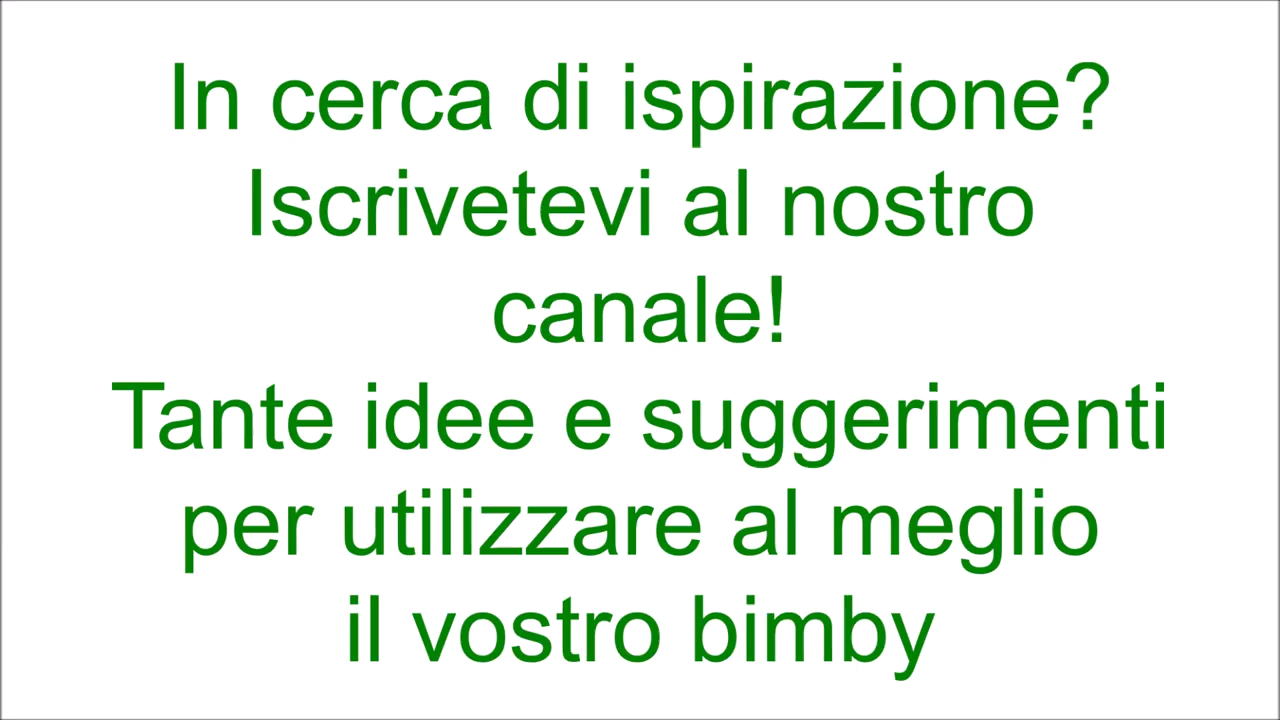 In cerca di ispirazione?
Iscrivetevi al nostro
canale!
Tante idee e suggerimenti
per utilizzare al meglio
il vostro bimby